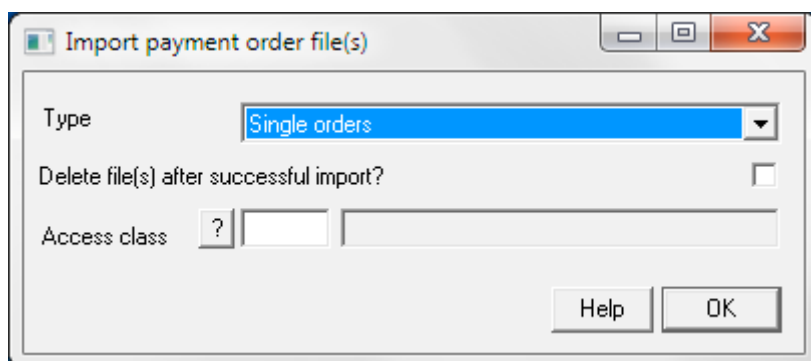 Import payment order file(s)
Type
Single orders
Delete file(s) after successful import?
Access class ?
Help OK